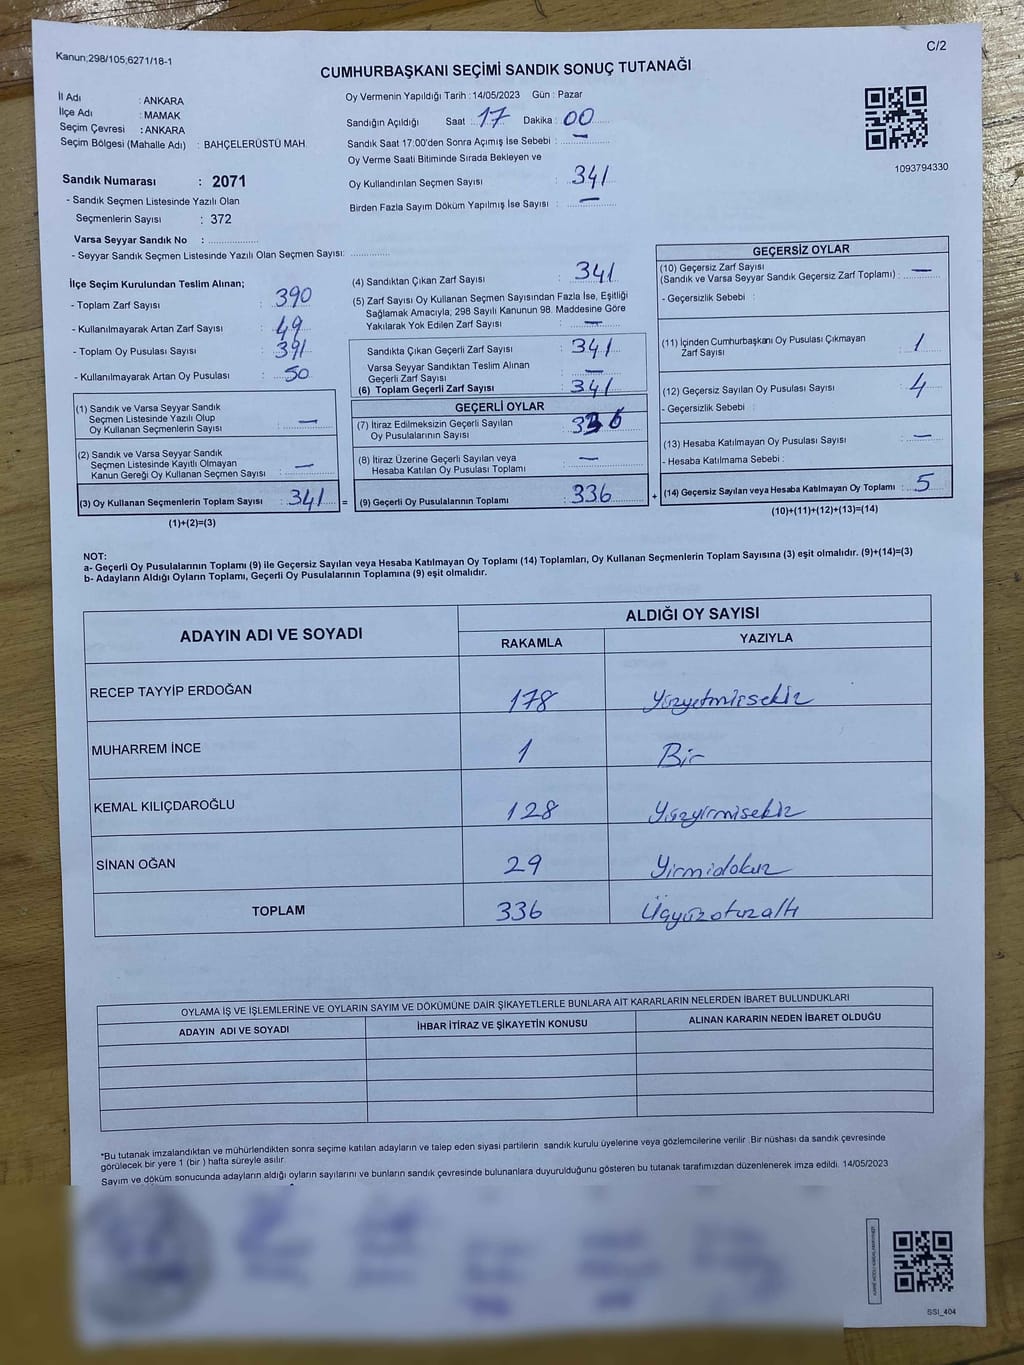 Kanun;298/105;6271/18-1
C/2
CUMHURBAŞKANI SEÇİMİ SANDIK SONUÇ TUTANAĞI
İl Adı : ANKARA
İlçe Adı : MAMAK
Seçim Çevresi : ANKARA
Seçim Bölgesi (Mahalle Adı) : BAHÇELERÜSTÜ MAH.
Sandık Numarası : 2071
- Sandık Seçmen Listesinde Yazılı Olan
Seçmenlerin Sayısı : 372
Varsa Seyyar Sandık No : ..................
- Seyyar Sandık Seçmen Listesinde Yazılı Olan Seçmen Sayısı: ..............
Oy Vermenin Yapıldığı Tarih : 14/05/2023 Gün : Pazar
Sandığın Açıldığı Saat : 17 Dakika : 00
Sandık Saat 17:00'den Sonra Açımış İse Sebebi : —
Oy Verme Saati Bitiminde Sırada Bekleyen ve
Oy Kullandırılan Seçmen Sayısı : 341
Birden Fazla Sayım Döküm Yapılmış İse Sayısı : —
1093794330
İlçe Seçim Kurulundan Teslim Alınan;
- Toplam Zarf Sayısı : 390
- Kullanılmayarak Artan Zarf Sayısı : 49
- Toplam Oy Pusulası Sayısı : 391
- Kullanılmayarak Artan Oy Pusulası : 50
(1) Sandık ve Varsa Seyyar Sandık
Seçmen Listesinde Yazılı Olup
Oy Kullanan Seçmenlerin Sayısı : —
(2) Sandık ve Varsa Seyyar Sandık
Seçmen Listesinde Kayıtlı Olmayan
Kanun Gereği Oy Kullanan Seçmen Sayısı : —
(3) Oy Kullanan Seçmenlerin Toplam Sayısı : 341 =
(1)+(2)=(3)
(4) Sandıktan Çıkan Zarf Sayısı : 341
(5) Zarf Sayısı Oy Kullanan Seçmen Sayısından Fazla İse, Eşitliği
Sağlamak Amacıyla, 298 Sayılı Kanunun 98. Maddesine Göre
Yakılarak Yok Edilen Zarf Sayısı : —
Sandıkta Çıkan Geçerli Zarf Sayısı : 341
Varsa Seyyar Sandıktan Teslim Alınan
Geçerli Zarf Sayısı : —
(6) Toplam Geçerli Zarf Sayısı : 341
GEÇERLİ OYLAR
(7) İtiraz Edilmeksizin Geçerli Sayılan
Oy Pusulalarının Sayısı : 336
(8) İtiraz Üzerine Geçerli Sayılan veya
Hesaba Katılan Oy Pusulası Toplamı : —
(9) Geçerli Oy Pusulalarının Toplamı : 336 +
GEÇERSİZ OYLAR
(10) Geçersiz Zarf Sayısı
(Sandık ve Varsa Seyyar Sandık Geçersiz Zarf Toplamı) : —
- Geçersizlik Sebebi :
(11) İçinden Cumhurbaşkanı Oy Pusulası Çıkmayan
Zarf Sayısı : 1
(12) Geçersiz Sayılan Oy Pusulası Sayısı : 4
- Geçersizlik Sebebi :
(13) Hesaba Katılmayan Oy Pusulası Sayısı : —
- Hesaba Katılmama Sebebi :
(14) Geçersiz Sayılan veya Hesaba Katılmayan Oy Toplamı : 5
(10)+(11)+(12)+(13)=(14)
NOT:
a- Geçerli Oy Pusulalarının Toplamı (9) ile Geçersiz Sayılan veya Hesaba Katılmayan Oy Toplamı (14) Toplamları, Oy Kullanan Seçmenlerin Toplam Sayısına (3) eşit olmalıdır. (9)+(14)=(3)
b- Adayların Aldığı Oyların Toplamı, Geçerli Oy Pusulalarının Toplamına (9) eşit olmalıdır.
ADAYIN ADI VE SOYADI
ALDIĞI OY SAYISI
RAKAMLA YAZIYLA
RECEP TAYYİP ERDOĞAN 178 Yüzyetmişsekiz
MUHARREM İNCE 1 Bir
KEMAL KILIÇDAROĞLU 128 Yüzyirmisekiz
SİNAN OĞAN 29 Yirmidokuz
TOPLAM 336 Üçyüzotuzaltı
OYLAMA İŞ VE İŞLEMLERİNE VE OYLARIN SAYIM VE DÖKÜMÜNE DAİR ŞİKAYETLERLE BUNLARA AİT KARARLARIN NELERDEN İBARET BULUNDUKLARI
ADAYIN ADI VE SOYADI İHBAR İTİRAZ VE ŞİKAYETİN KONUSU ALINAN KARARIN NEDEN İBARET OLDUĞU
*Bu tutanak imzalandıktan ve mühürlendikten sonra seçime katılan adayların ve talep eden siyasi partilerin sandık kurulu üyelerine veya gözlemcilerine verilir. Bir nüshası da sandık çevresinde
görülecek bir yere 1 (bir ) hafta süreyle asılır.
Sayım ve döküm sonucunda adayların aldığı oyların sayılarını ve bunların sandık çevresinde bulunanlara duyurulduğunu gösteren bu tutanak tarafımızdan düzenlenerek imza edildi. 14/05/2023
SSI_404